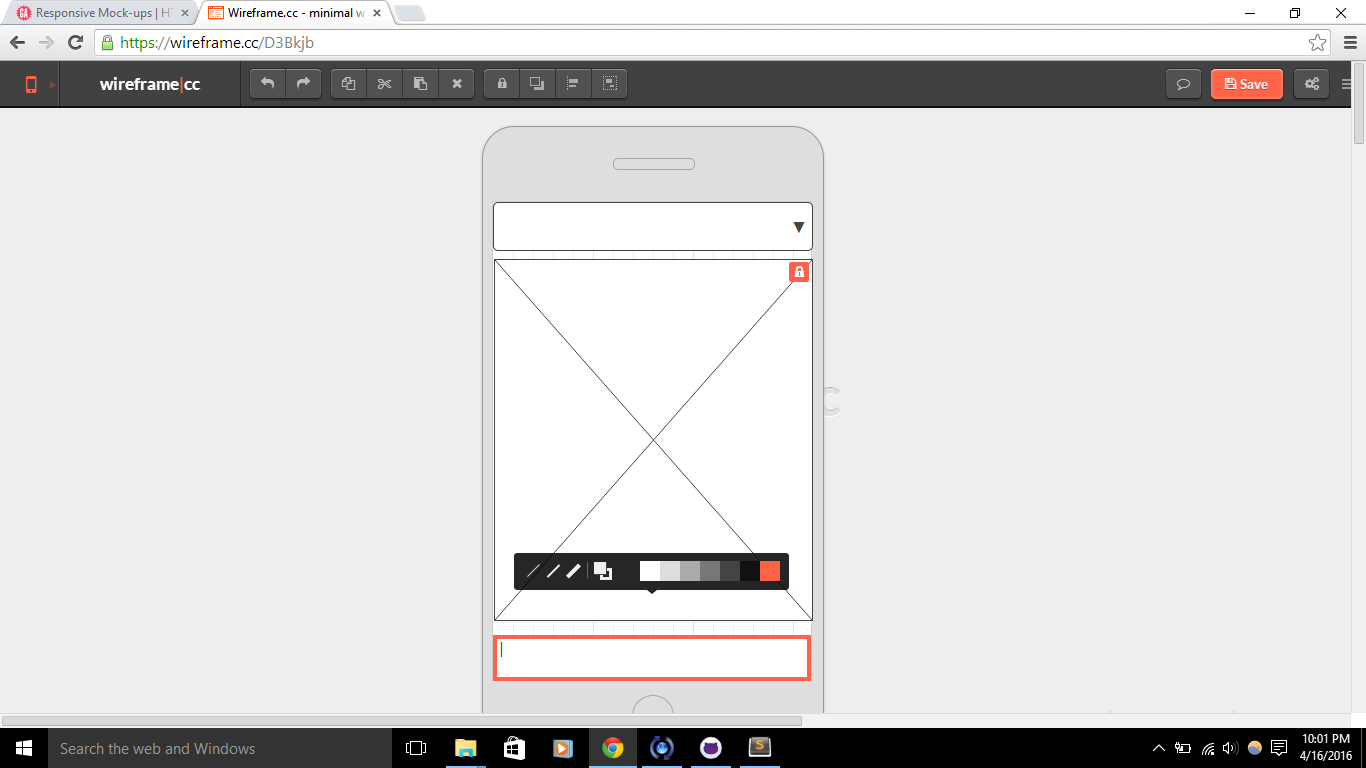 Responsive Mock-ups | HT
Wireframe.cc - minimal w
https://wireframe.cc/D3Bkjb
wireframe|cc
Save
C
Search the web and Windows
10:01 PM
4/16/2016